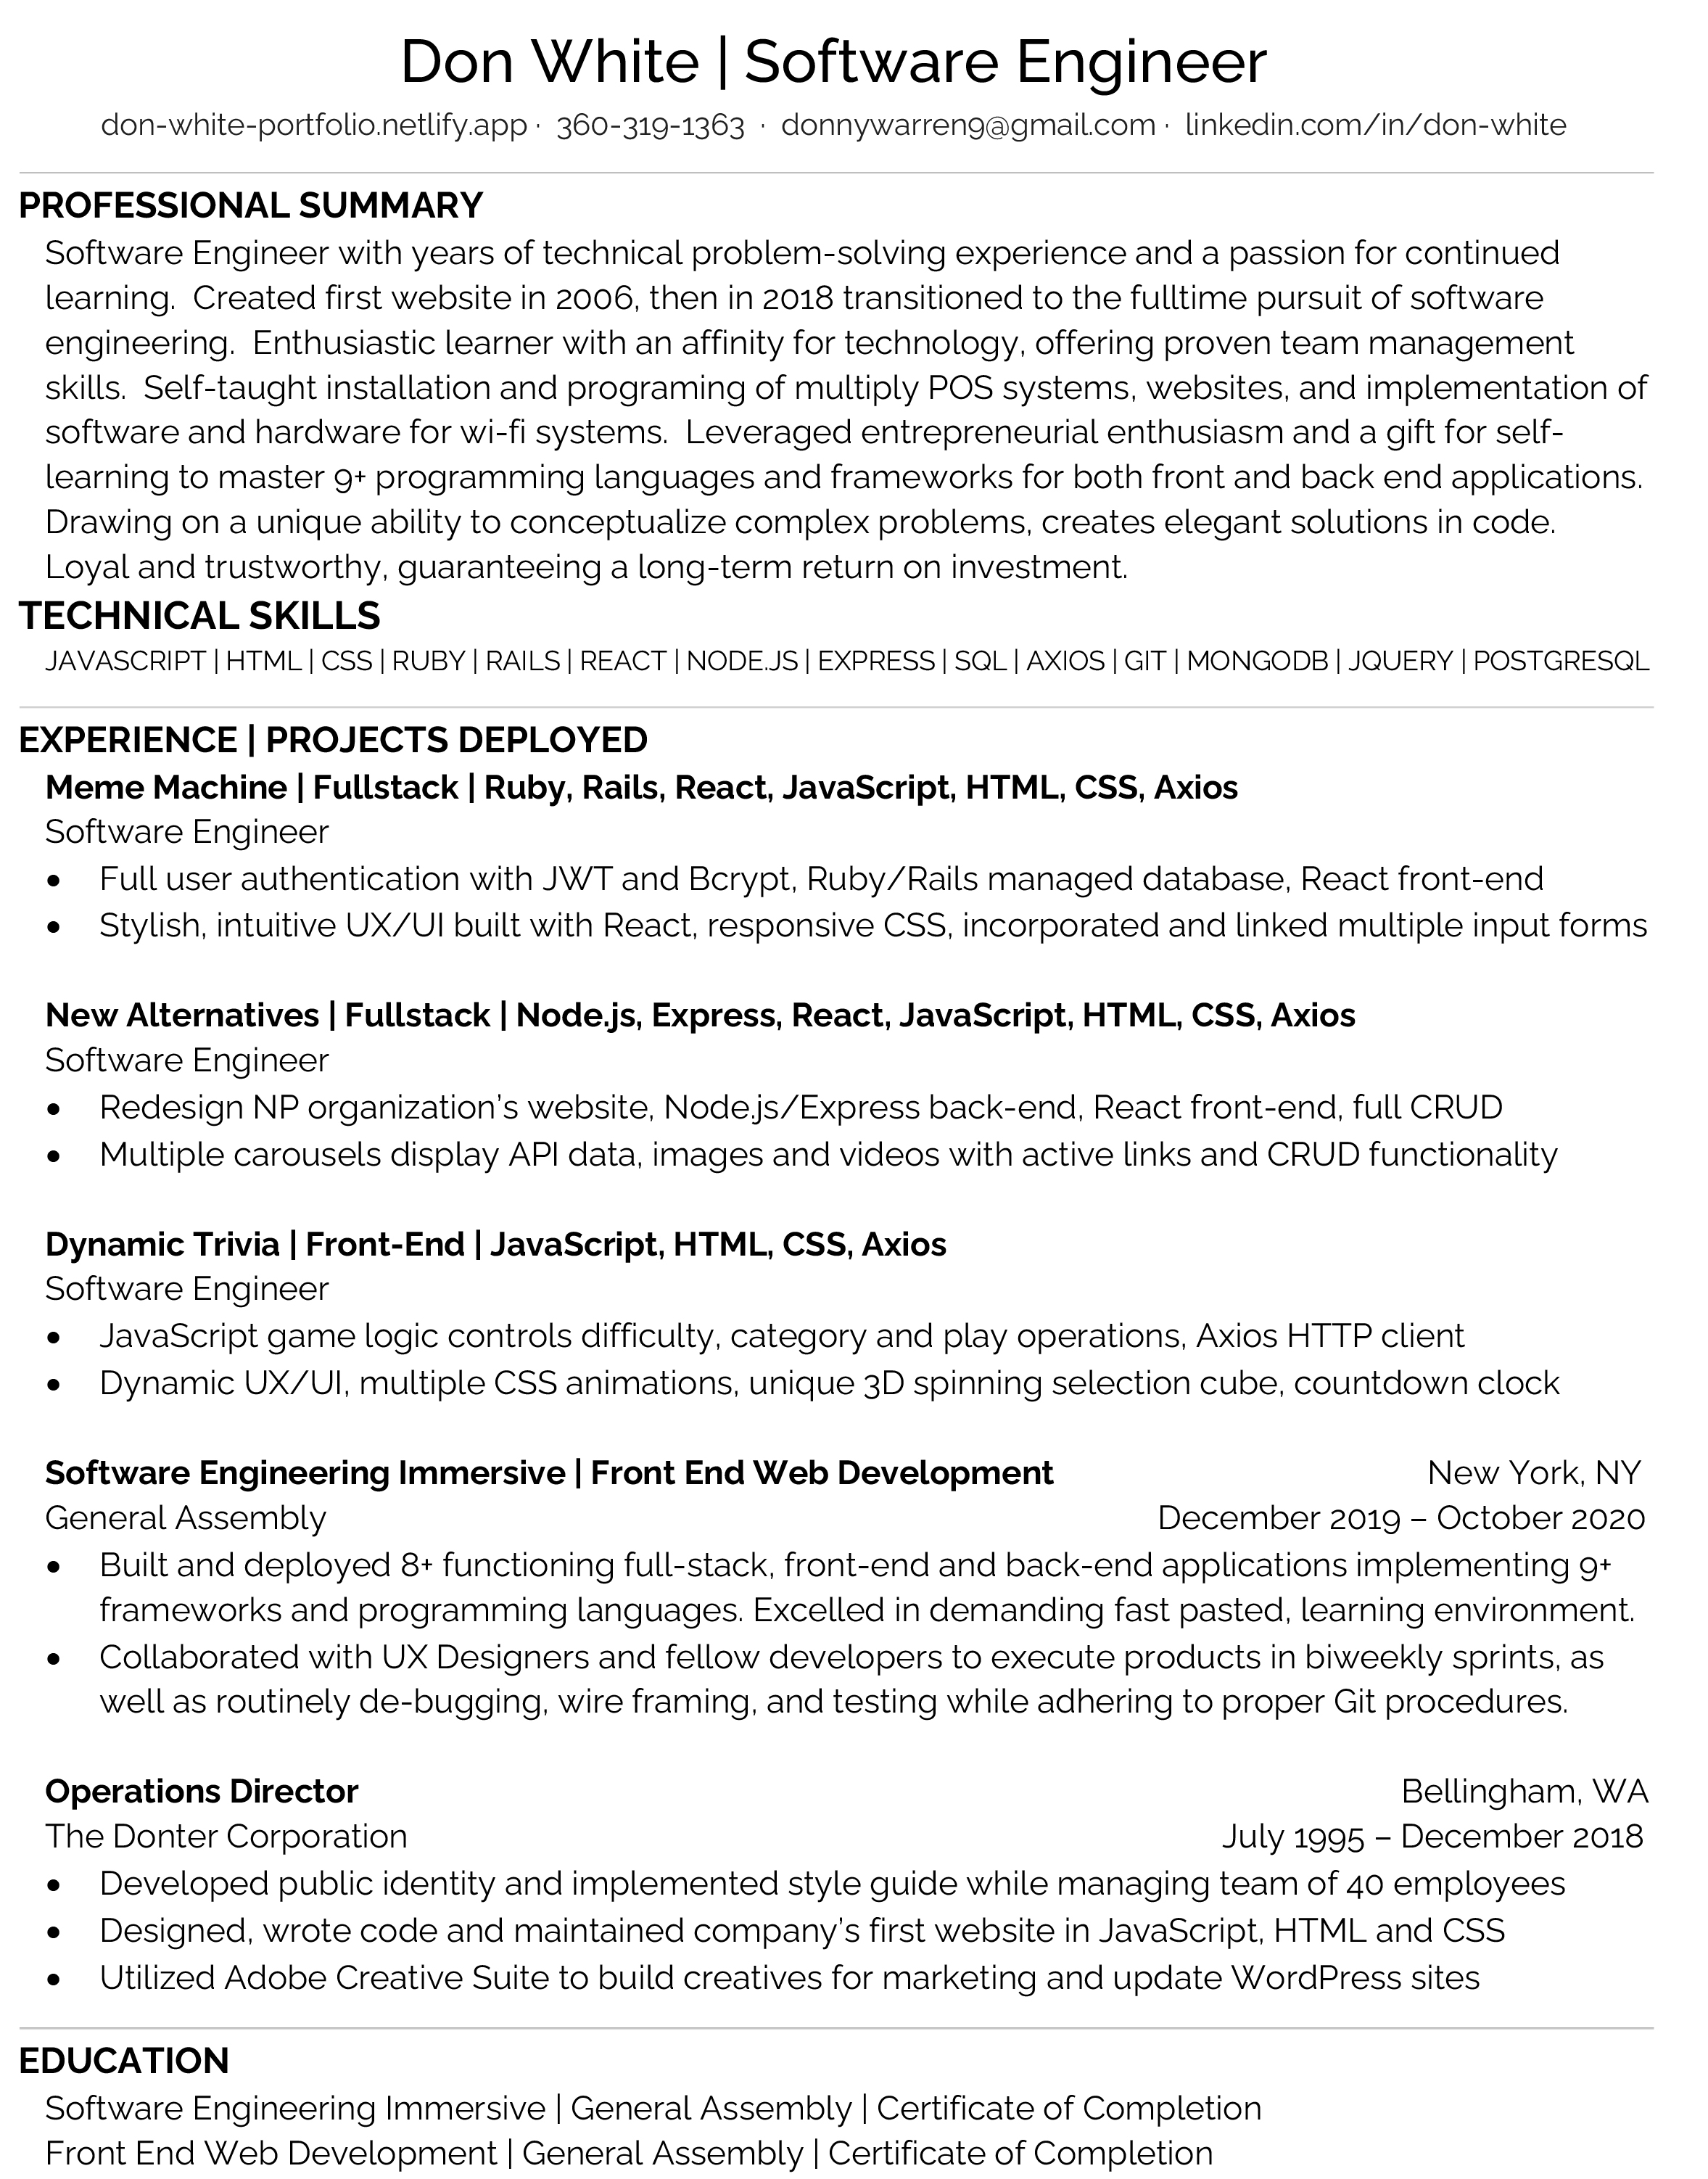 Don White | Software Engineer
don-white-portfolio.netlify.app · 360-319-1363 · donnywarren9@gmail.com · linkedin.com/in/don-white
PROFESSIONAL SUMMARY
Software Engineer with years of technical problem-solving experience and a passion for continued
learning.  Created first website in 2006, then in 2018 transitioned to the fulltime pursuit of software
engineering.  Enthusiastic learner with an affinity for technology, offering proven team management
skills.  Self-taught installation and programing of multiply POS systems, websites, and implementation of
software and hardware for wi-fi systems.  Leveraged entrepreneurial enthusiasm and a gift for self-
learning to master 9+ programming languages and frameworks for both front and back end applications.
Drawing on a unique ability to conceptualize complex problems, creates elegant solutions in code.
Loyal and trustworthy, guaranteeing a long-term return on investment.
TECHNICAL SKILLS
JAVASCRIPT | HTML | CSS | RUBY | RAILS | REACT | NODE.JS | EXPRESS | SQL | AXIOS | GIT | MONGODB | JQUERY | POSTGRESQL
EXPERIENCE | PROJECTS DEPLOYED
Meme Machine | Fullstack | Ruby, Rails, React, JavaScript, HTML, CSS, Axios
Software Engineer
• Full user authentication with JWT and Bcrypt, Ruby/Rails managed database, React front-end
• Stylish, intuitive UX/UI built with React, responsive CSS, incorporated and linked multiple input forms
New Alternatives | Fullstack | Node.js, Express, React, JavaScript, HTML, CSS, Axios
Software Engineer
• Redesign NP organization's website, Node.js/Express back-end, React front-end, full CRUD
• Multiple carousels display API data, images and videos with active links and CRUD functionality
Dynamic Trivia | Front-End | JavaScript, HTML, CSS, Axios
Software Engineer
• JavaScript game logic controls difficulty, category and play operations, Axios HTTP client
• Dynamic UX/UI, multiple CSS animations, unique 3D spinning selection cube, countdown clock
Software Engineering Immersive | Front End Web Development New York, NY
General Assembly December 2019 – October 2020
• Built and deployed 8+ functioning full-stack, front-end and back-end applications implementing 9+
frameworks and programming languages. Excelled in demanding fast pasted, learning environment.
• Collaborated with UX Designers and fellow developers to execute products in biweekly sprints, as
well as routinely de-bugging, wire framing, and testing while adhering to proper Git procedures.
Operations Director Bellingham, WA
The Donter Corporation July 1995 – December 2018
• Developed public identity and implemented style guide while managing team of 40 employees
• Designed, wrote code and maintained company's first website in JavaScript, HTML and CSS
• Utilized Adobe Creative Suite to build creatives for marketing and update WordPress sites
EDUCATION
Software Engineering Immersive | General Assembly | Certificate of Completion
Front End Web Development | General Assembly | Certificate of Completion